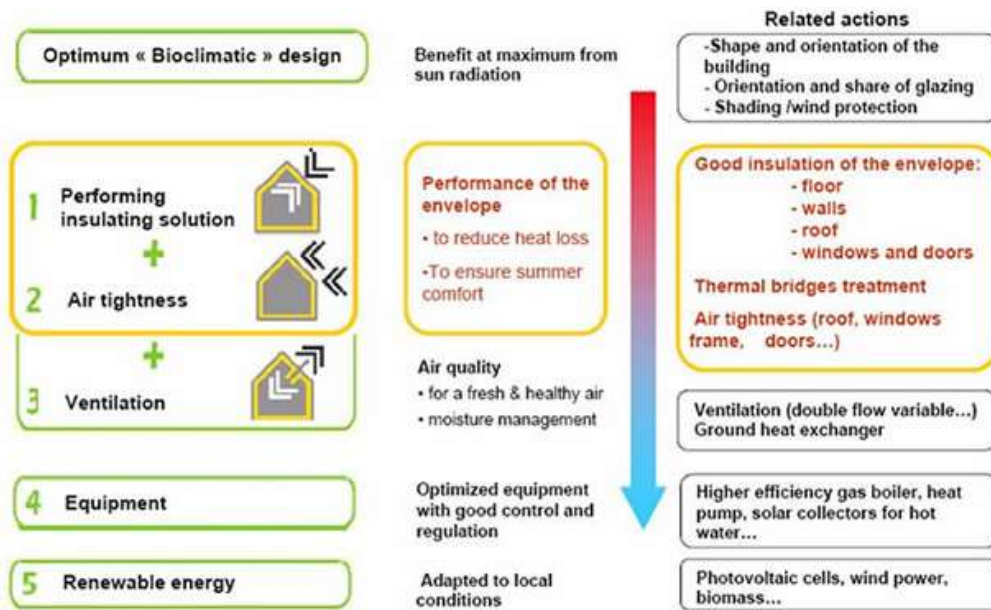 Related actions
Optimum « Bioclimatic » design
Benefit at maximum from
sun radiation
-Shape and orientation of the
building
- Orientation and share of glazing
- Shading /wind protection
1
Performing
insulating solution
+
2
Air tightness
Performance of the
envelope
• to reduce heat loss
•To ensure summer
comfort
Good insulation of the envelope:
- floor
- walls
- roof
- windows and doors
Thermal bridges treatment
Air tightness (roof, windows
frame, doors...)
+
3
Ventilation
Air quality
• for a fresh & healthy air
• moisture management
Ventilation (double flow variable...)
Ground heat exchanger
4
Equipment
Optimized equipment
with good control and
regulation
Higher efficiency gas boiler, heat
pump, solar collectors for hot
water...
5
Renewable energy
Adapted to local
conditions
Photovoltaic cells, wind power,
biomass...